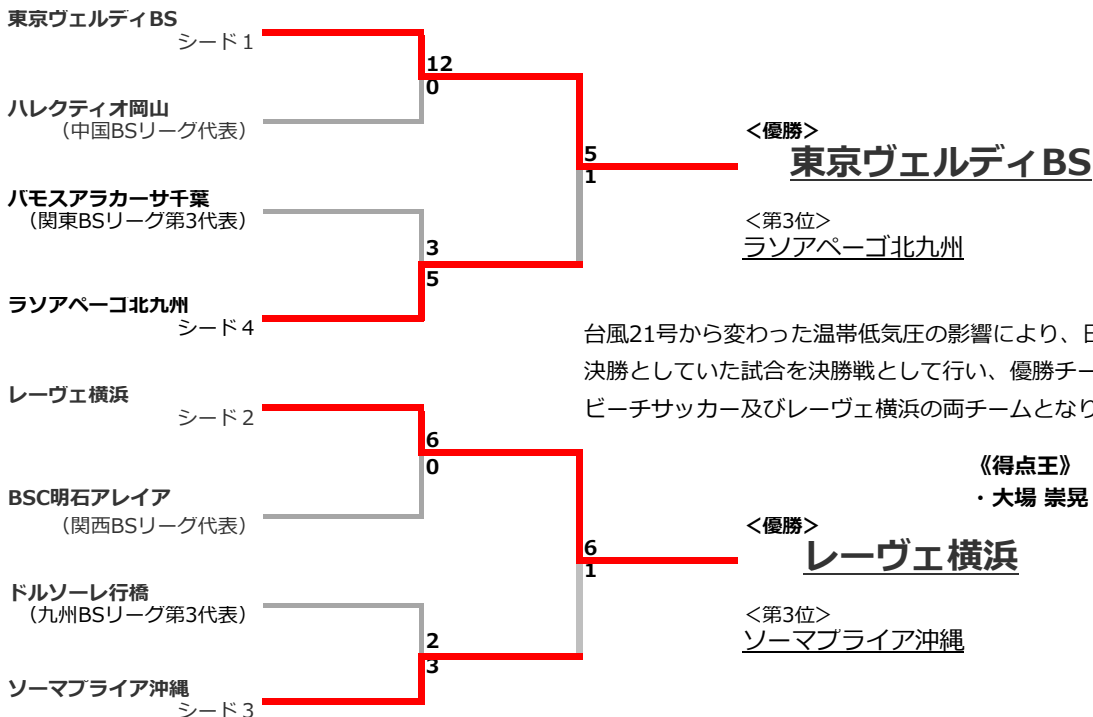 東京ヴェルディBS
シード１
12
0
ハレクティオ岡山
（中国BSリーグ代表）
<優勝>
東京ヴェルディBS
5
1
バモスアラカーサ千葉
（関東BSリーグ第3代表）
<第3位>
ラソアペーゴ北九州
3
5
ラソアペーゴ北九州
シード４
台風21号から変わった温帯低気圧の影響により、日
決勝としていた試合を決勝戦として行い、優勝チー
ビーチサッカー及びレーヴェ横浜の両チームとなり
レーヴェ横浜
シード２
6
0
《得点王》
・大場 崇晃
BSC明石アレイア
（関西BSリーグ代表）
<優勝>
レーヴェ横浜
6
1
ドルソーレ行橋
（九州BSリーグ第3代表）
<第3位>
ソーマプライア沖縄
2
3
ソーマプライア沖縄
シード３